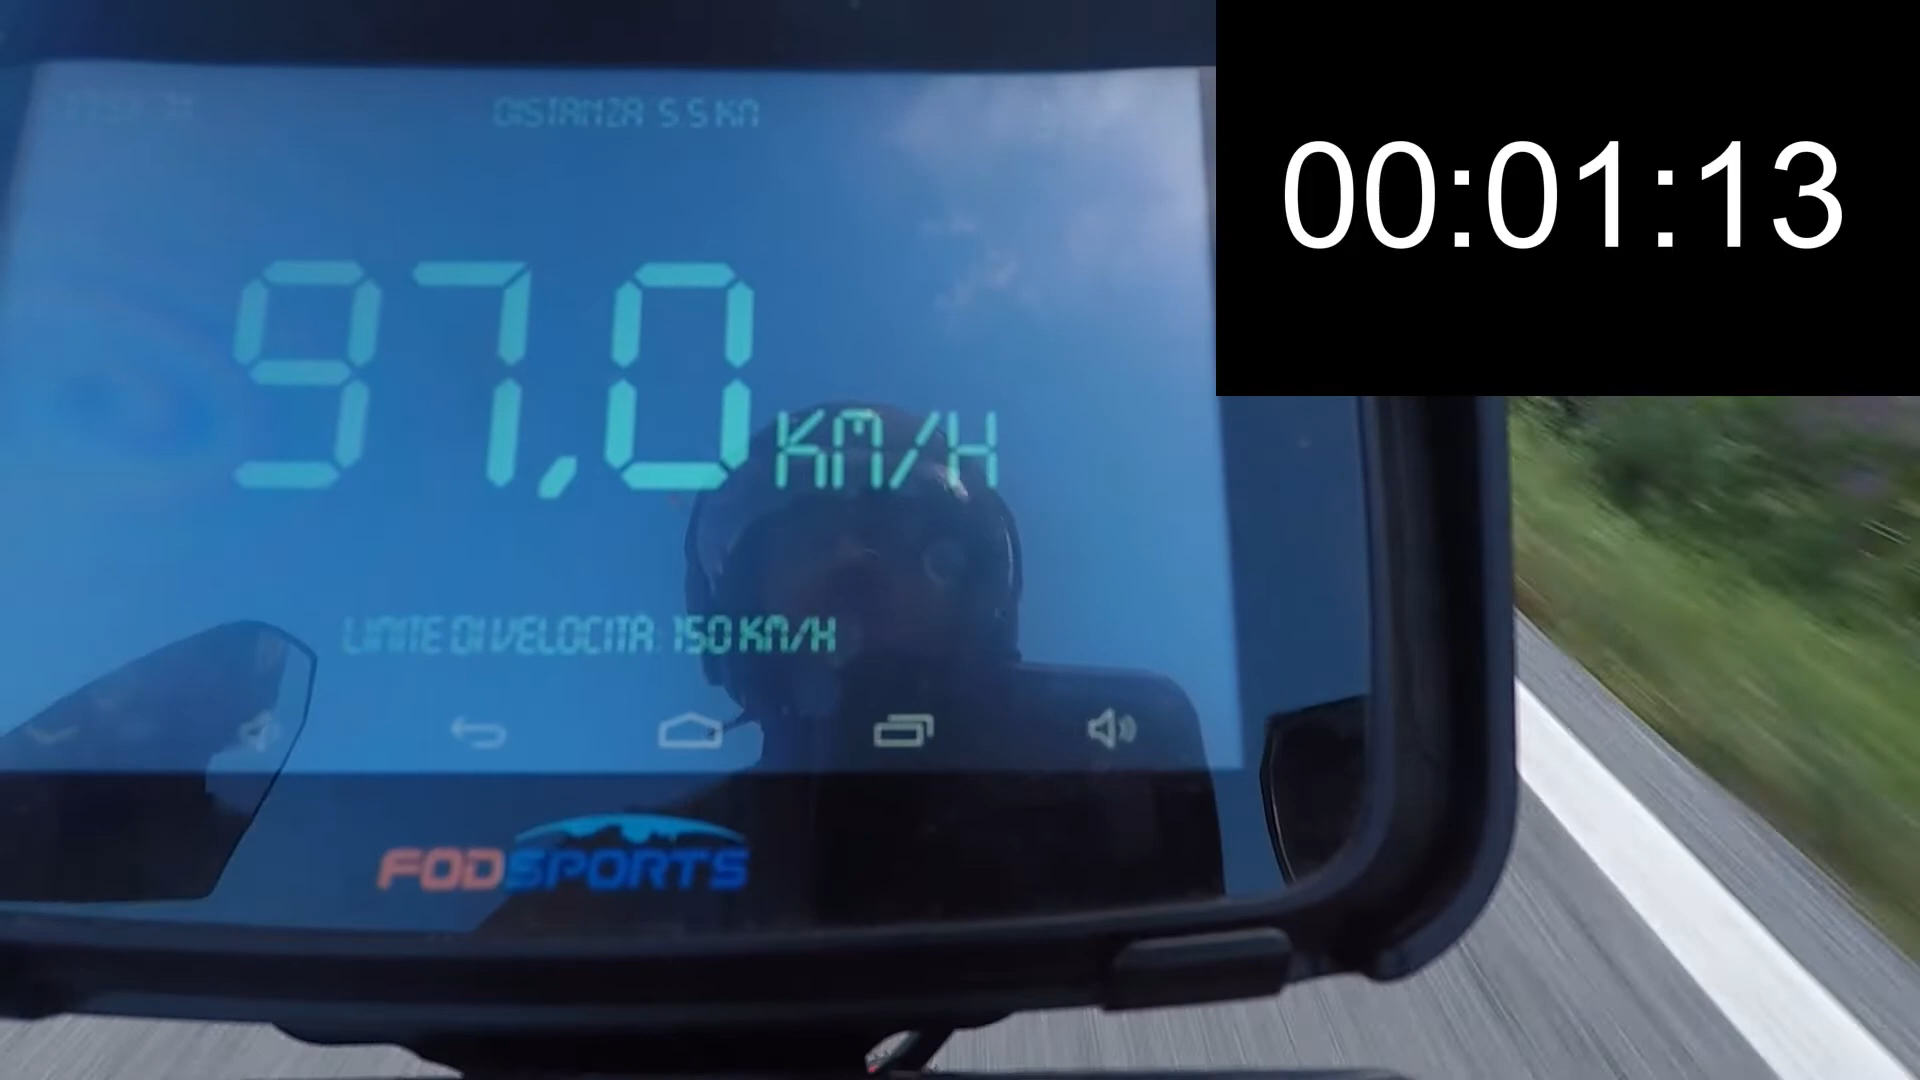 DISTANZA 5.5 KM
00:01:13
97,0 KM/H
LIMITE DI VELOCITA: 150 KM/H
FODSPORTS